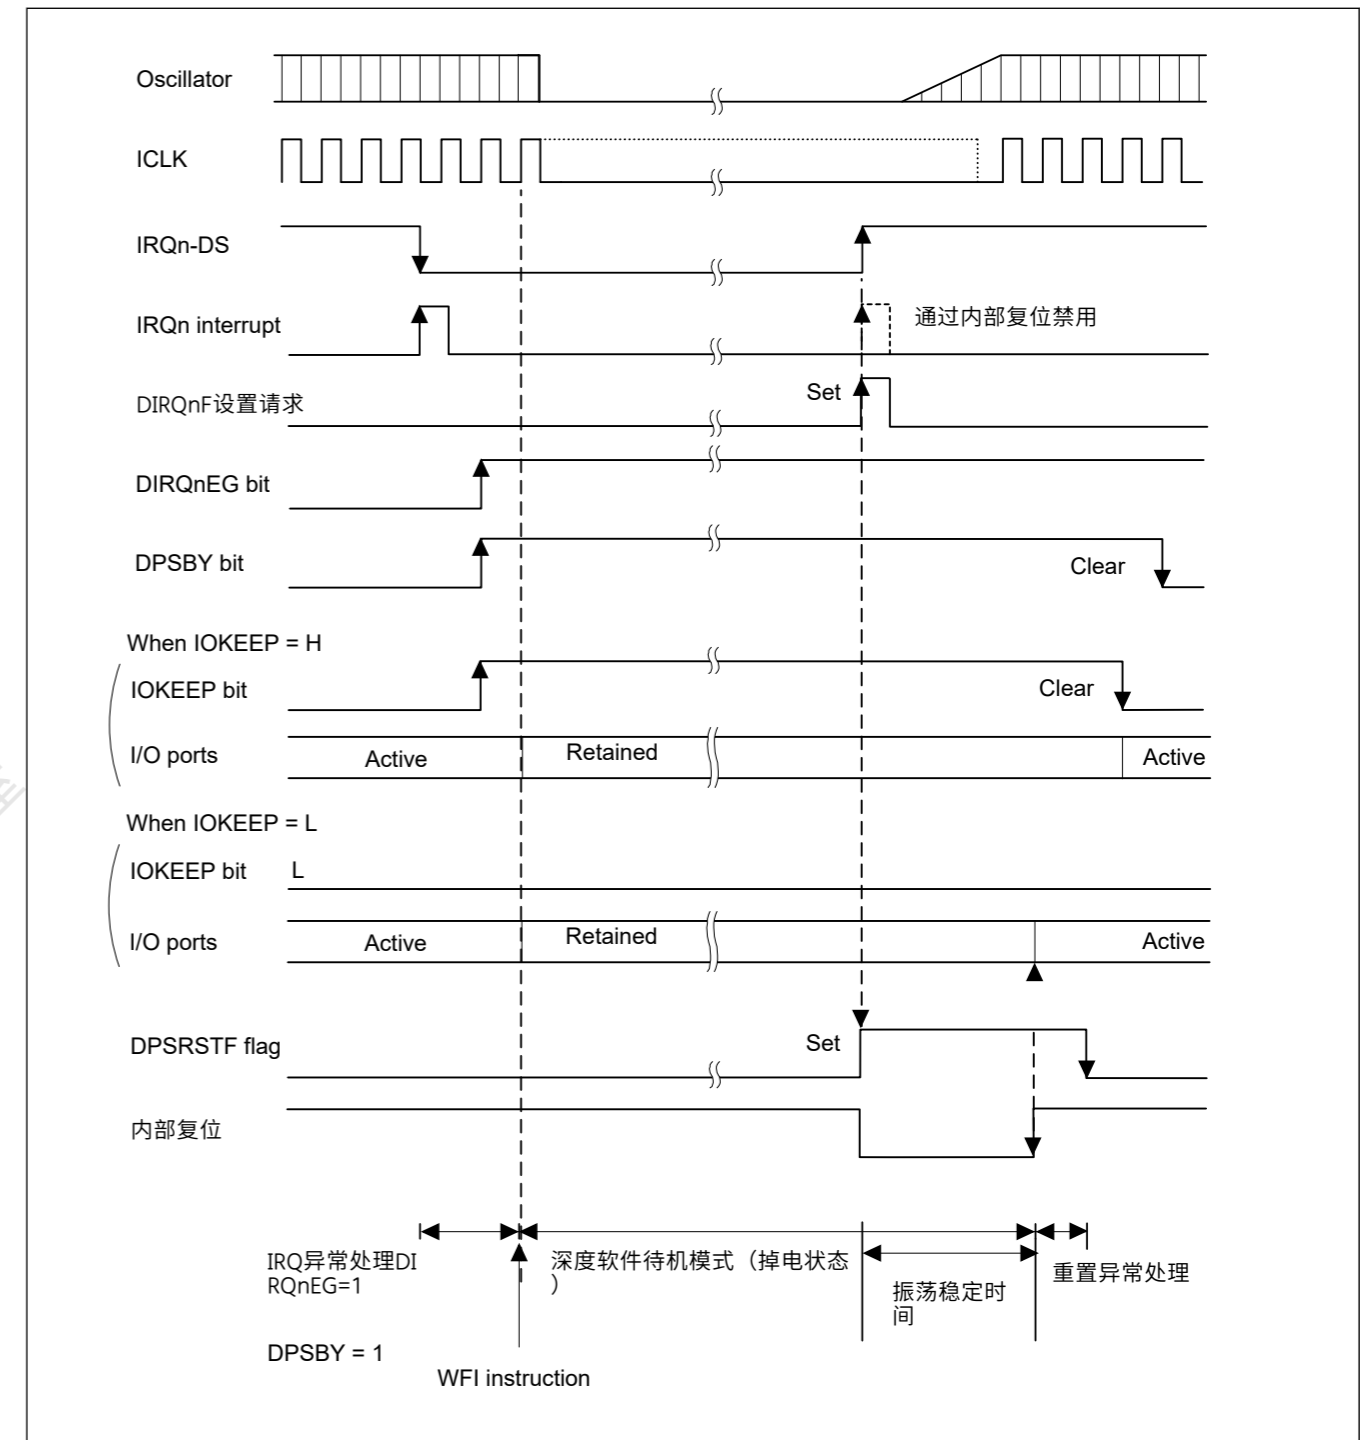 Oscillator
ICLK
IRQn-DS
IRQn interrupt
通过内部复位禁用
DIRQnF设置请求
Set
DIRQnEG bit
DPSBY bit
Clear
When IOKEEP = H
IOKEEP bit
Clear
I/O ports
Active
Retained
Active
When IOKEEP = L
IOKEEP bit
L
I/O ports
Active
Retained
Active
DPSRSTF flag
Set
内部复位
IRQ异常处理DI
RQnEG=1
深度软件待机模式（掉电状态
）
振荡稳定时
间
重置异常处理
DPSBY = 1
WFI instruction